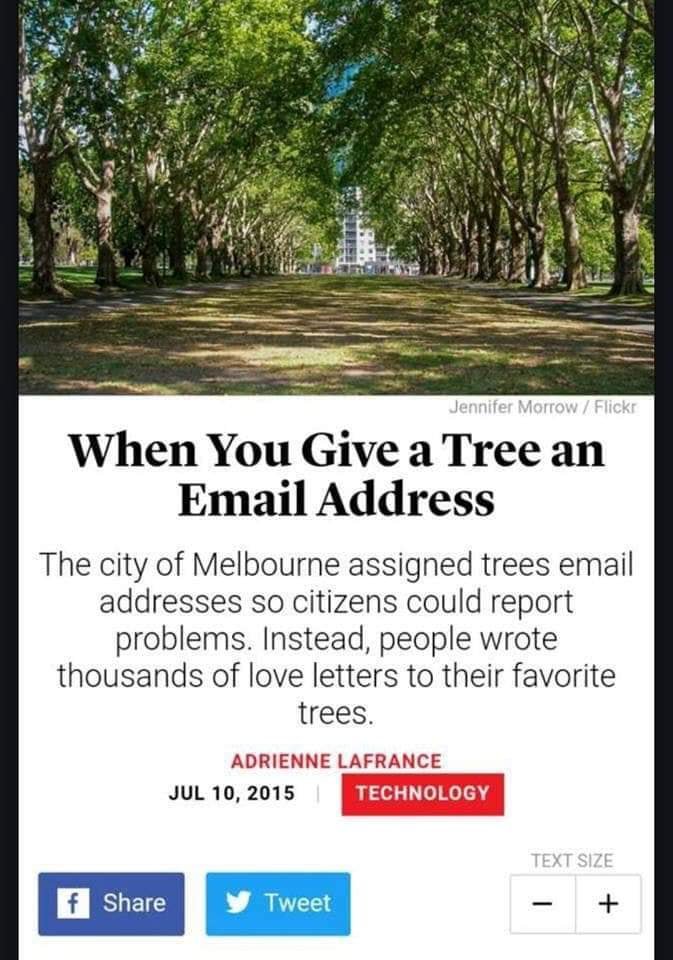 Jennifer Morrow / Flickr
When You Give a Tree an
Email Address
The city of Melbourne assigned trees email
addresses so citizens could report
problems. Instead, people wrote
thousands of love letters to their favorite
trees.
ADRIENNE LAFRANCE
JUL 10, 2015 | TECHNOLOGY
TEXT SIZE
f Share Tweet − +